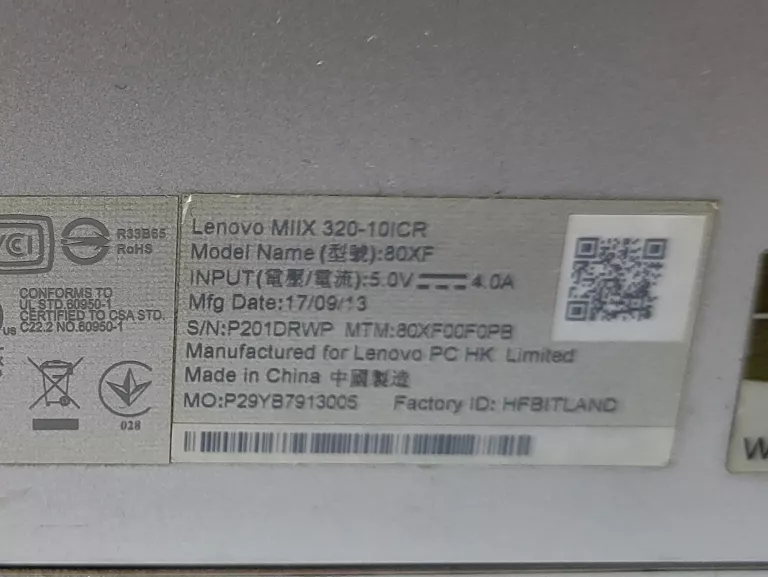 R33B65
RoHS
CONFORMS TO
UL STD.60950-1
CERTIFIED TO CSA STD.
C22.2 NO.60950-1
US
028
Lenovo MIIX 320-10ICR
Model Name(型號):80XF
INPUT(電壓/電流):5.0V 4.0A
Mfg Date:17/09/13
S/N:P201DRWP MTM:80XF00F0PB
Manufactured for Lenovo PC HK Limited
Made in China 中國製造
MO:P29YB7913005 Factory ID: HFBITLAND
W